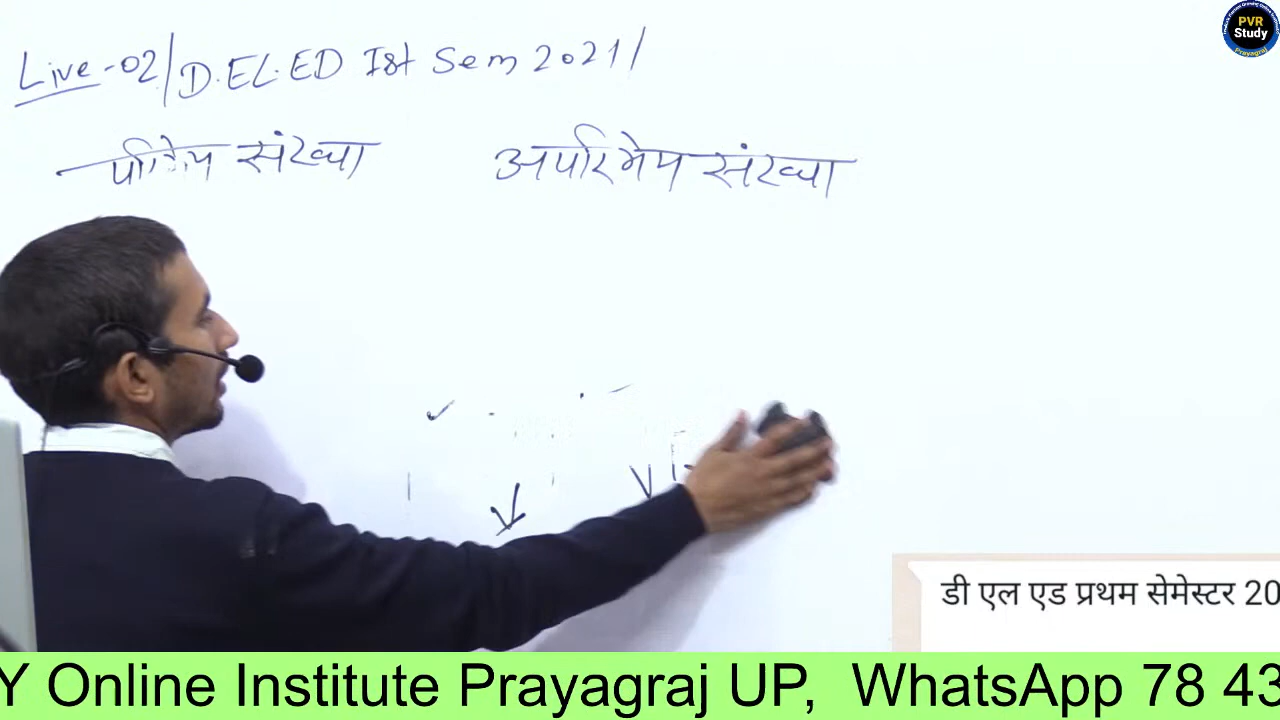 Live-02/D.EL.ED Ist Sem 2021/
संख्या अपरिमेय संख्या
PVR
Study
Prayagraj
डी एल एड प्रथम सेमेस्टर 20
Y Online Institute Prayagraj UP, WhatsApp 78 43